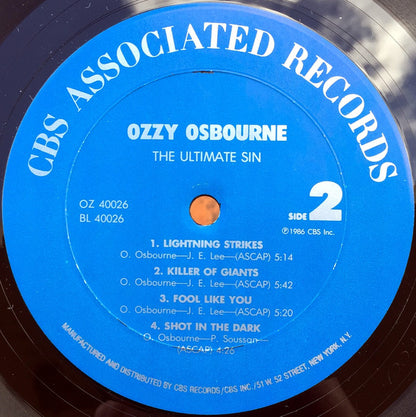 CBS ASSOCIATED RECORDS
OZZY OSBOURNE
THE ULTIMATE SIN
OZ 40026
BL 40026
SIDE 2
℗1986 CBS Inc.
1. LIGHTNING STRIKES
O. Osbourne—J. E. Lee—(ASCAP) 5:14
2. KILLER OF GIANTS
O. Osbourne—J. E. Lee—(ASCAP) 5:42
3. FOOL LIKE YOU
O. Osbourne—J. E. Lee—(ASCAP) 5:20
4. SHOT IN THE DARK
O. Osbourne—P. Soussan—
(ASCAP) 4:26
MANUFACTURED AND DISTRIBUTED BY CBS RECORDS/CBS INC./51 W. 52 STREET, NEW YORK, N.Y.